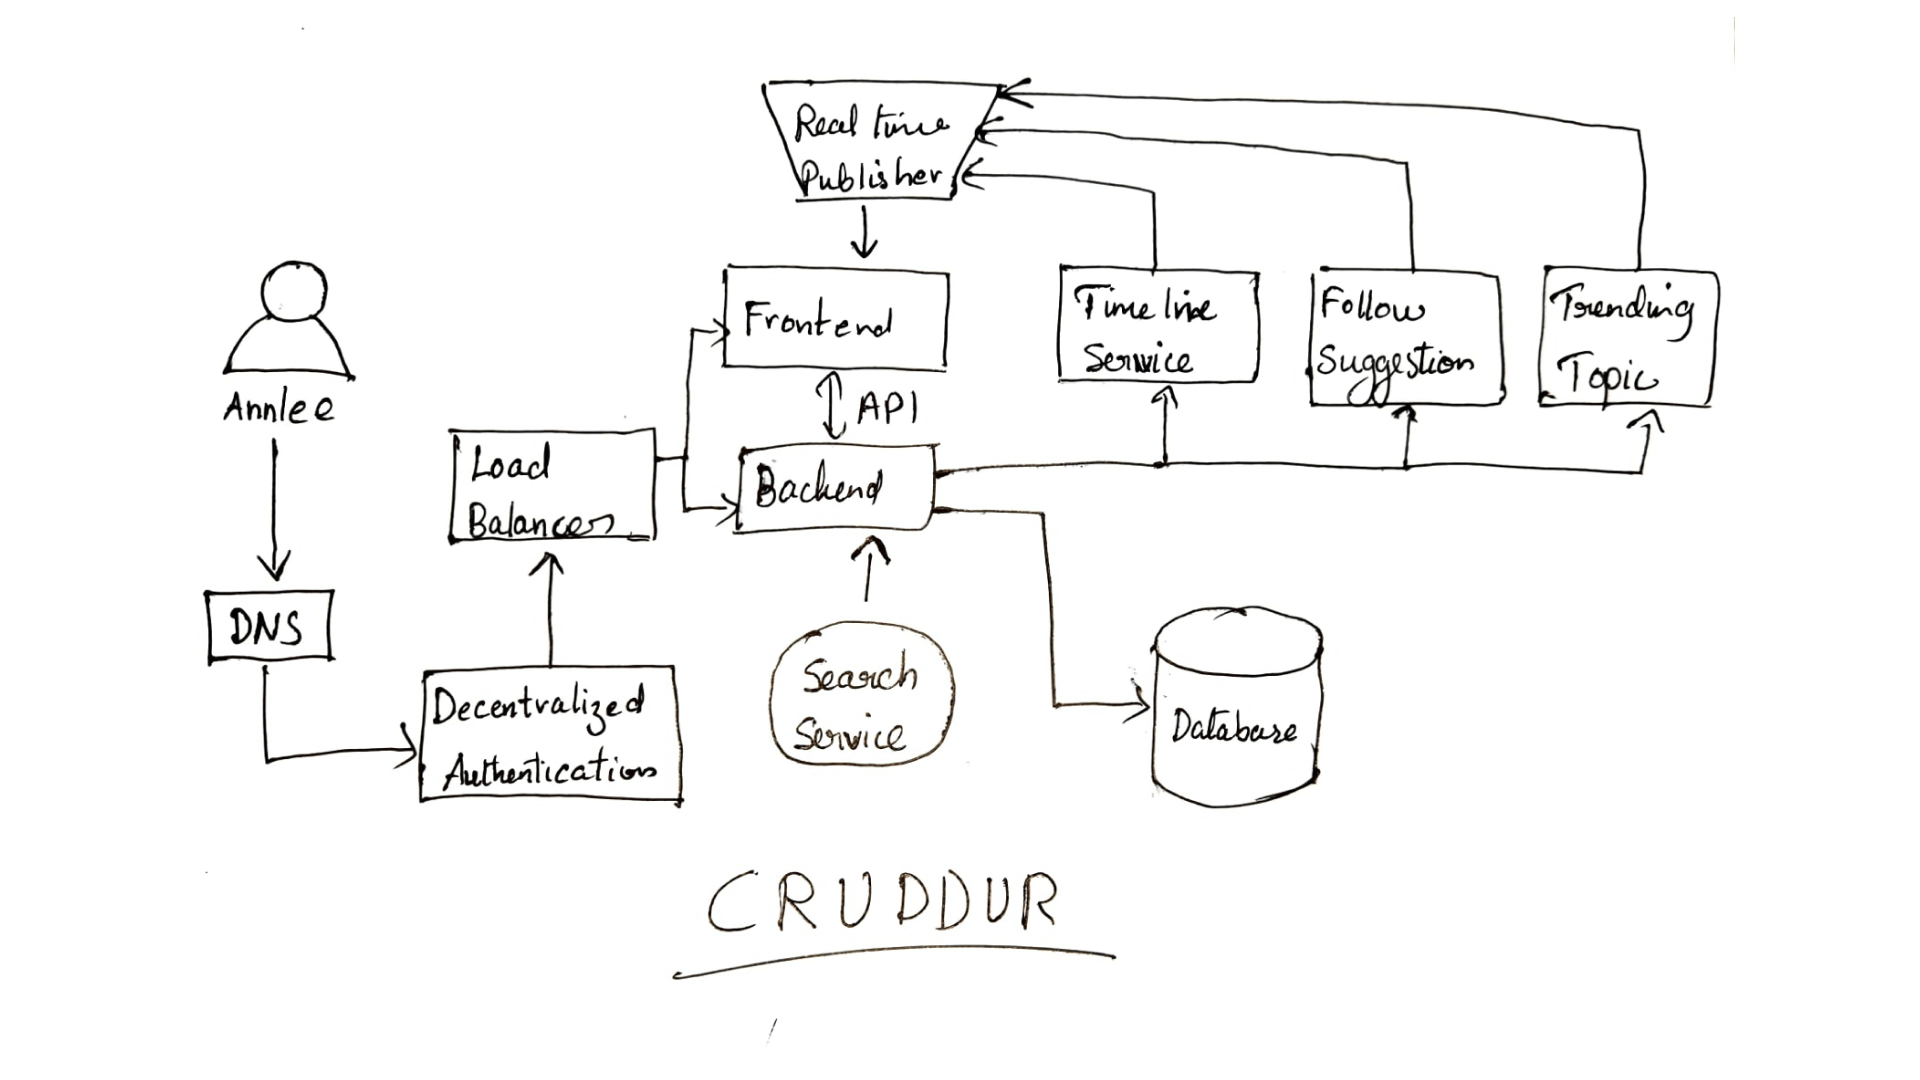 Real time
Publisher
Frontend
Time line
Service
Follow
Suggestion
Trending
Topic
Annlee
API
Load
Balancer
Backend
DNS
Decentralized
Authentication
Search
Service
Database
CRUDDUR